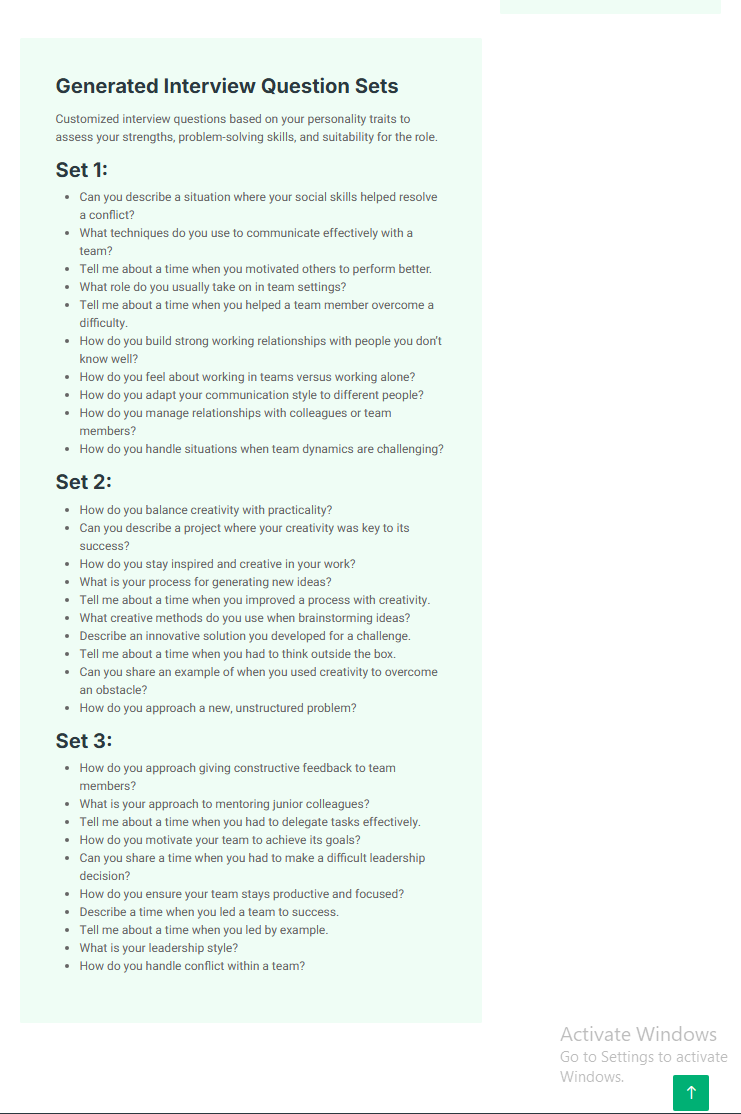 Generated Interview Question Sets
Customized interview questions based on your personality traits to
assess your strengths, problem-solving skills, and suitability for the role.
Set 1:
Can you describe a situation where your social skills helped resolve
a conflict?
What techniques do you use to communicate effectively with a
team?
Tell me about a time when you motivated others to perform better.
What role do you usually take on in team settings?
Tell me about a time when you helped a team member overcome a
difficulty.
How do you build strong working relationships with people you don't
know well?
How do you feel about working in teams versus working alone?
How do you adapt your communication style to different people?
How do you manage relationships with colleagues or team
members?
How do you handle situations when team dynamics are challenging?
Set 2:
How do you balance creativity with practicality?
Can you describe a project where your creativity was key to its
success?
How do you stay inspired and creative in your work?
What is your process for generating new ideas?
Tell me about a time when you improved a process with creativity.
What creative methods do you use when brainstorming ideas?
Describe an innovative solution you developed for a challenge.
Tell me about a time when you had to think outside the box.
Can you share an example of when you used creativity to overcome
an obstacle?
How do you approach a new, unstructured problem?
Set 3:
How do you approach giving constructive feedback to team
members?
What is your approach to mentoring junior colleagues?
Tell me about a time when you had to delegate tasks effectively.
How do you motivate your team to achieve its goals?
Can you share a time when you had to make a difficult leadership
decision?
How do you ensure your team stays productive and focused?
Describe a time when you led a team to success.
Tell me about a time when you led by example.
What is your leadership style?
How do you handle conflict within a team?
Activate Windows
Go to Settings to activate
Windows.